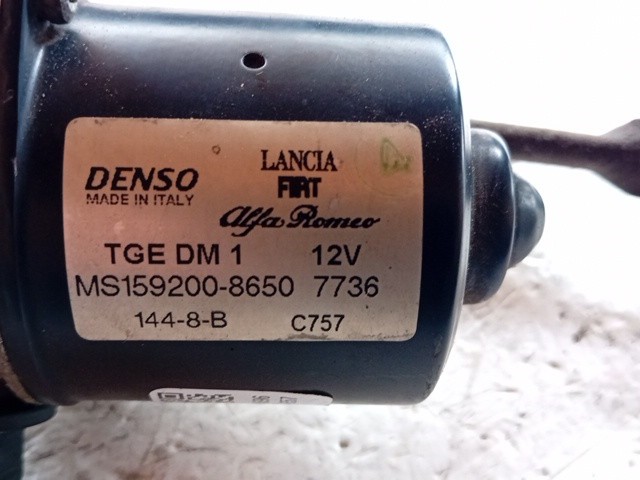 DENSO
MADE IN ITALY
LANCIA
FIAT
Alfa Romeo
TGE DM 1 12V
MS159200-8650 7736
144-8-B C757